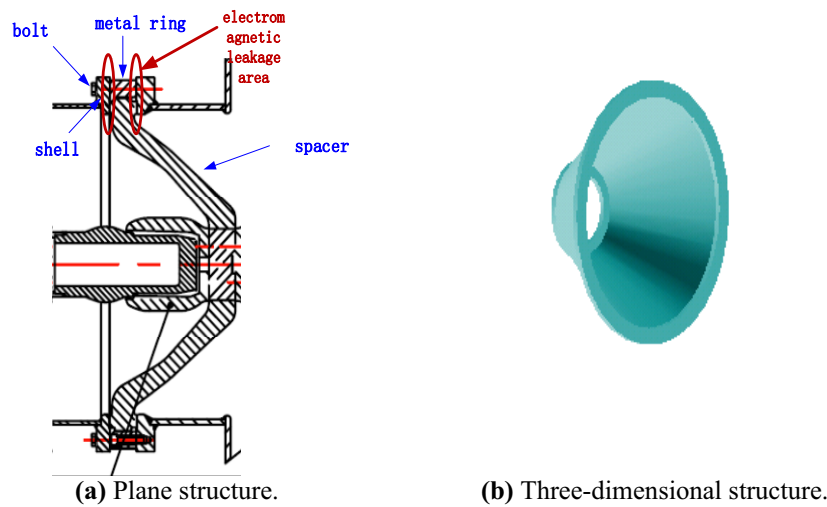 electrom
agnetic
leakage
area
metal ring
bolt
shell
spacer
(a) Plane structure.
(b) Three-dimensional structure.